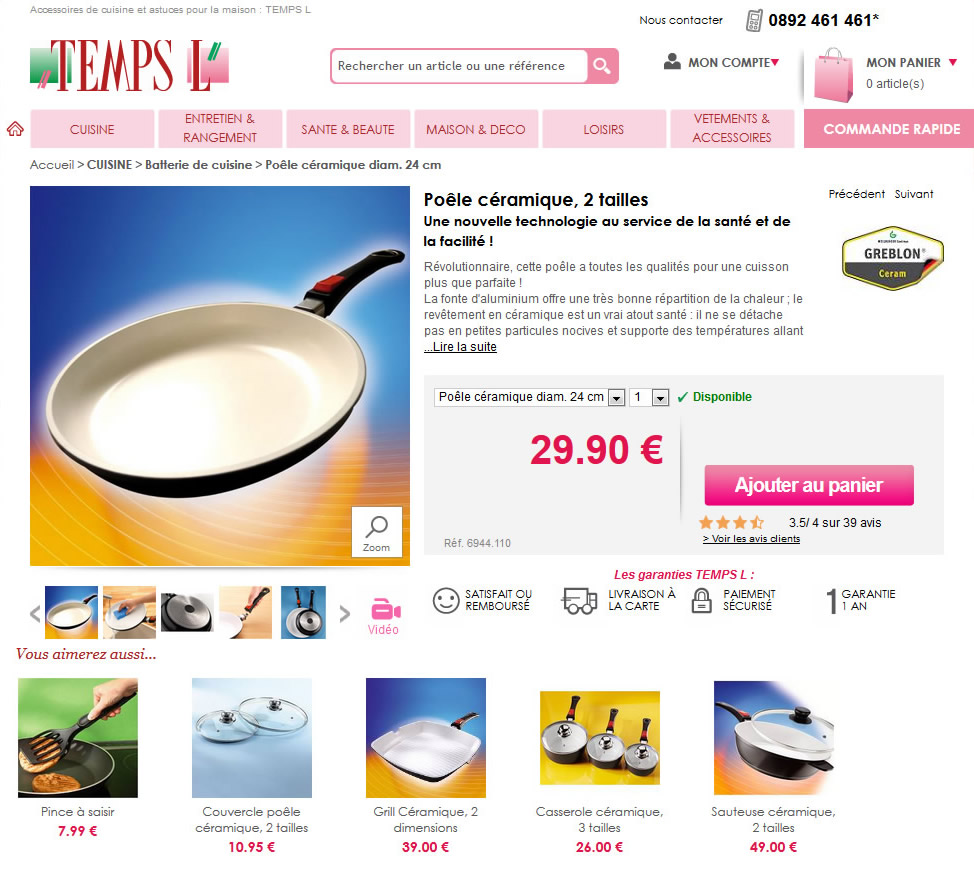 Accessoires de cuisine et astuces pour la maison : TEMPS L
Nous contacter
0892 461 461*
TEMPS L
Rechercher un article ou une référence
MON COMPTE
MON PANIER
0 article(s)
CUISINE
ENTRETIEN &
RANGEMENT
SANTE & BEAUTE
MAISON & DECO
LOISIRS
VETEMENTS &
ACCESSOIRES
COMMANDE RAPIDE
Accueil > CUISINE > Batterie de cuisine > Poêle céramique diam. 24 cm
Poêle céramique, 2 tailles
Précédent Suivant
Une nouvelle technologie au service de la santé et de
la facilité !
GREBLON®
Ceram
Révolutionnaire, cette poêle a toutes les qualités pour une cuisson
plus que parfaite !
La fonte d'aluminium offre une très bonne répartition de la chaleur ; le
revêtement en céramique est un vrai atout santé : il ne se détache
pas en petites particules nocives et supporte des températures allant
...Lire la suite
Poêle céramique diam. 24 cm
1
Disponible
29.90 €
Ajouter au panier
3.5/ 4 sur 39 avis
> Voir les avis clients
Réf. 6944.110
Zoom
Les garanties TEMPS L :
SATISFAIT OU
REMBOURSÉ
LIVRAISON À
LA CARTE
PAIEMENT
SÉCURISÉ
1 GARANTIE
1 AN
Vidéo
Vous aimerez aussi...
Pince à saisir
7.99 €
Couvercle poêle
céramique, 2 tailles
10.95 €
Grill Céramique, 2
dimensions
39.00 €
Casserole céramique,
3 tailles
26.00 €
Sauteuse céramique,
2 tailles
49.00 €